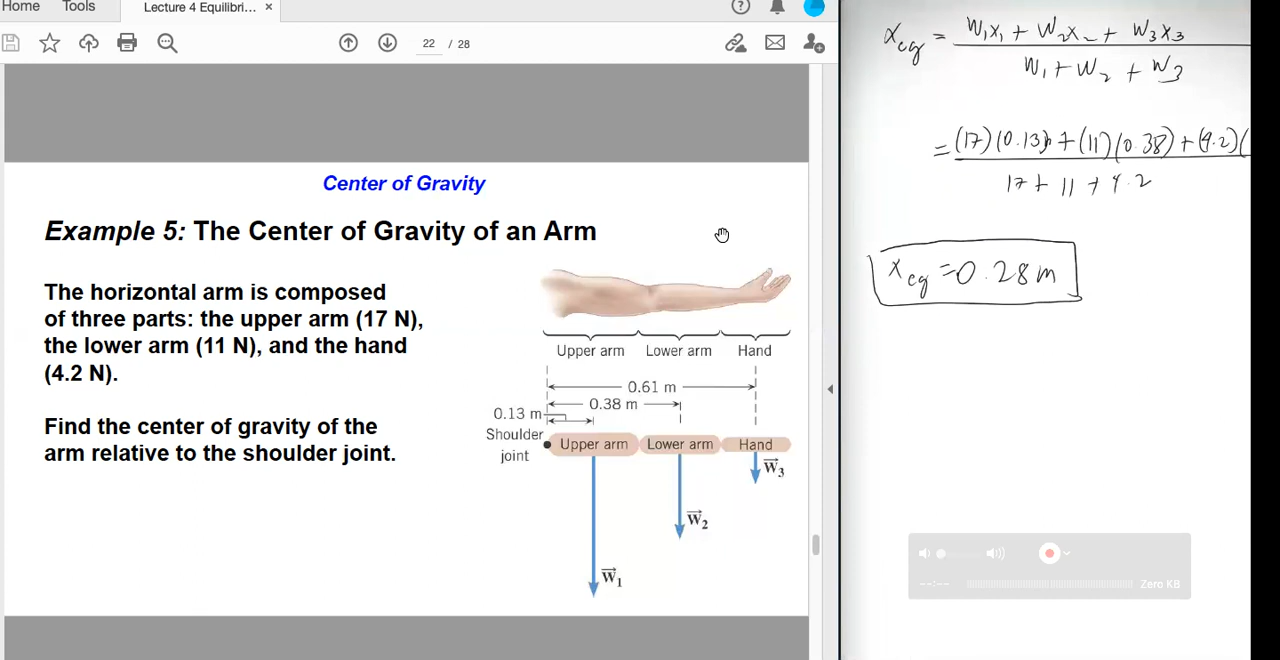 Home Tools Lecture 4 Equilibri... ×
22 / 28
Center of Gravity
Example 5: The Center of Gravity of an Arm
The horizontal arm is composed
of three parts: the upper arm (17 N),
the lower arm (11 N), and the hand
(4.2 N).
Find the center of gravity of the
arm relative to the shoulder joint.
Upper arm Lower arm Hand
0.61 m
0.38 m
0.13 m
Shoulder
joint
Upper arm Lower arm Hand
W₃
W₂
W₁
x_cg = W₁x₁ + W₂x₂ + W₃x₃
W₁ + W₂ + W₃
= (17)(0.13) + (11)(0.38) + (4.2)(
17 + 11 + 4.2
x_cg = 0.28 m
--:-- Zero KB